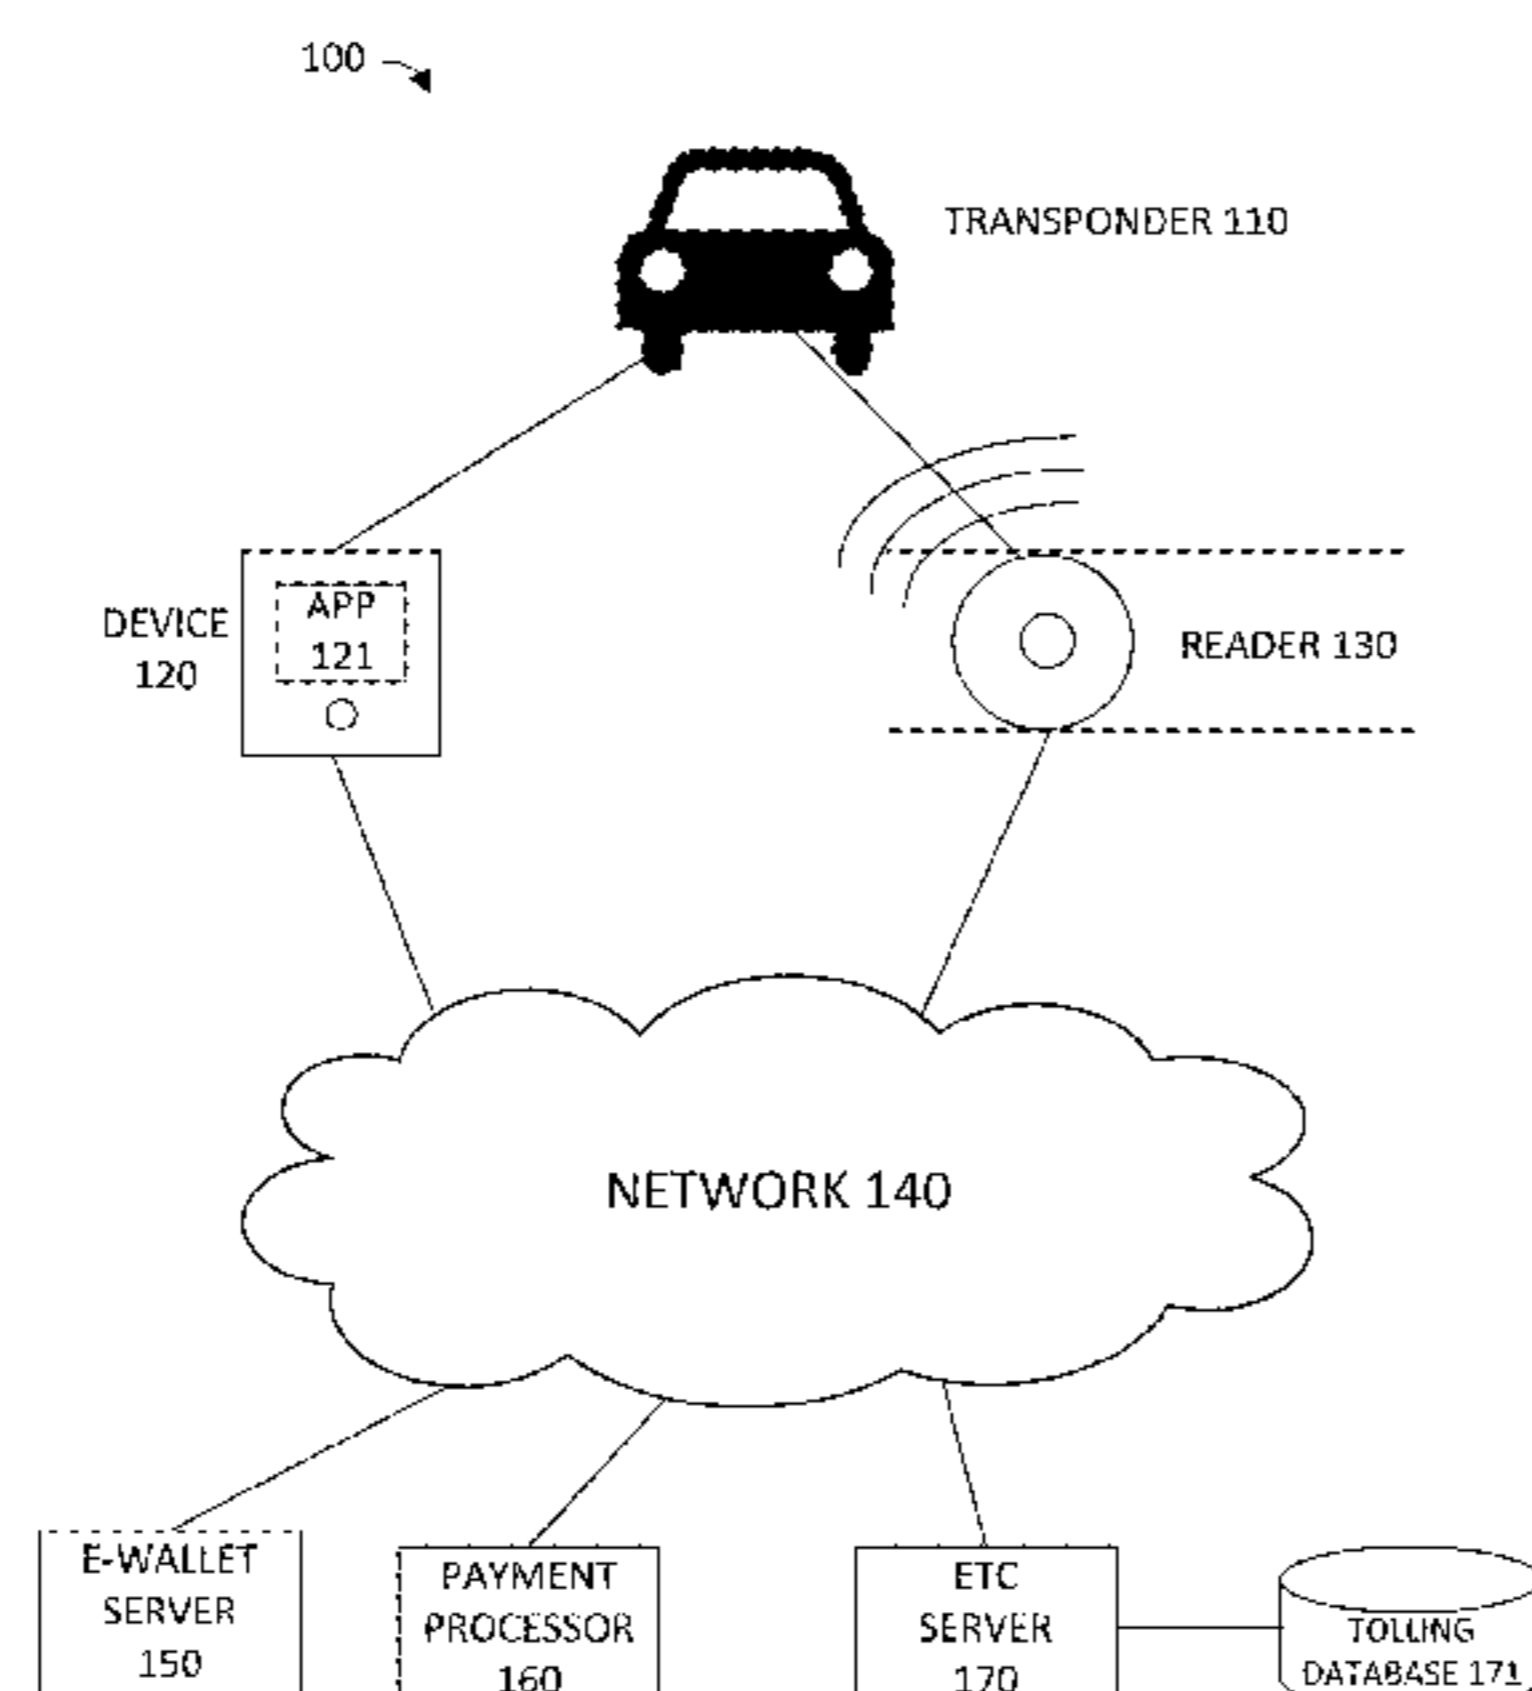 100
TRANSPONDER 110
DEVICE
120
APP
121
READER 130
NETWORK 140
E-WALLET
SERVER
150
PAYMENT
PROCESSOR
160
ETC
SERVER
170
TOLLING
DATABASE 171